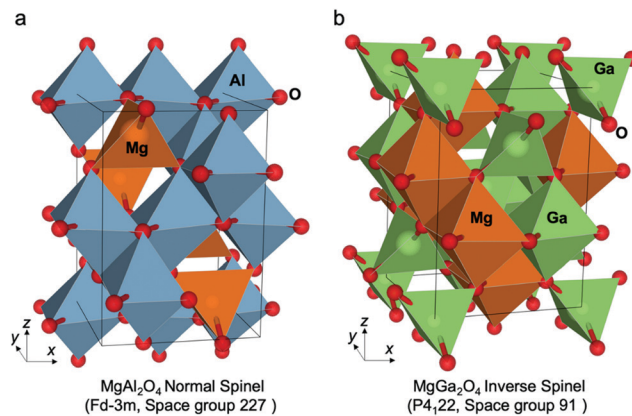 a
b
Al
O
Mg
Ga
O
Mg
Ga
z
y
x
z
y
x
MgAl₂O₄ Normal Spinel
(Fd-3m, Space group 227 )
MgGa₂O₄ Inverse Spinel
(P4₁22, Space group 91 )